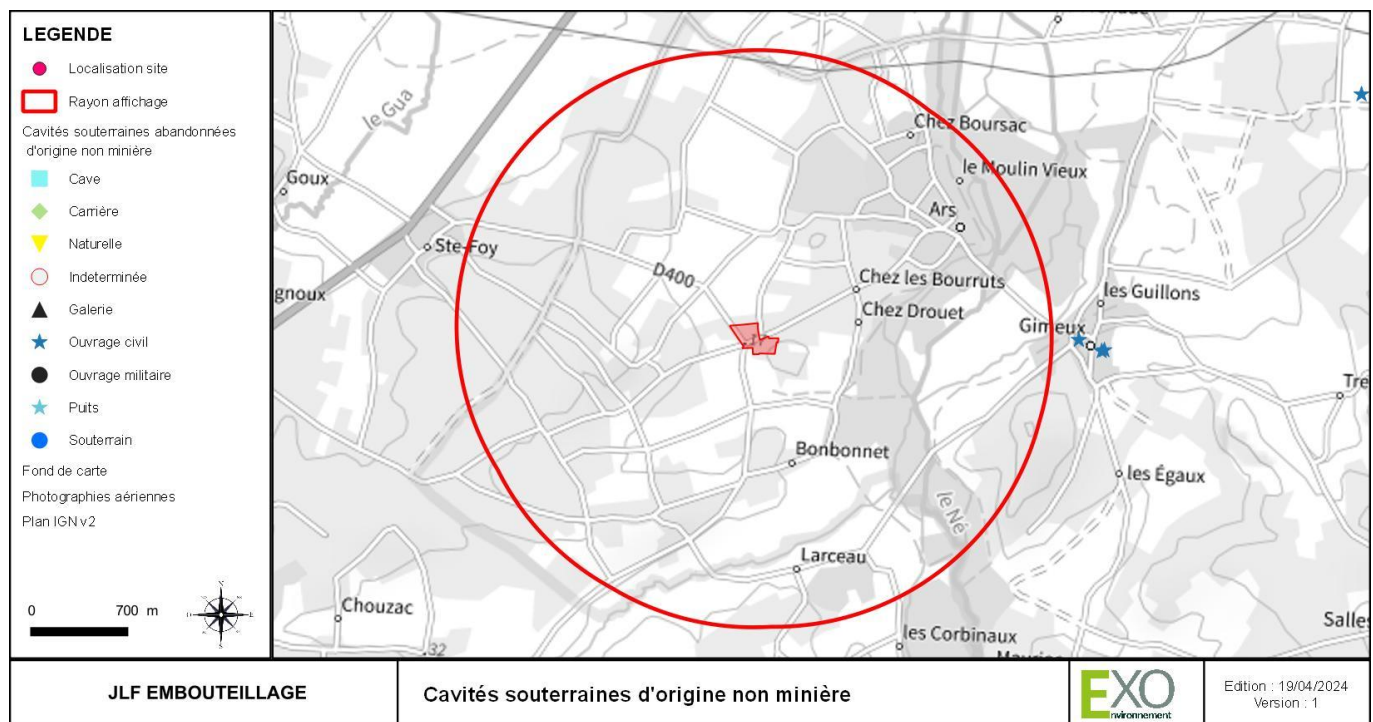 LEGENDE
Localisation site
Rayon affichage
Cavités souterraines abandonnées
d'origine non minière
Cave
Carrière
Naturelle
Indeterminée
Galerie
Ouvrage civil
Ouvrage militaire
Puits
Souterrain
Fond de carte
Photographies aériennes
Plan IGN v2
0 700 m
le Gua
Goux
Ste-Foy
gnoux
D400
Chez Boursac
le Moulin Vieux
Ars
Chez les Bourruts
Chez Drouet
les Guillons
Gimeux
Tre
Bonbonnet
les Égaux
le Né
Larceau
Chouzac
32
les Corbinaux
Salles
JLF EMBOUTEILLAGE
Cavités souterraines d'origine non minière
EXO
nvironnement
Edition : 19/04/2024
Version : 1